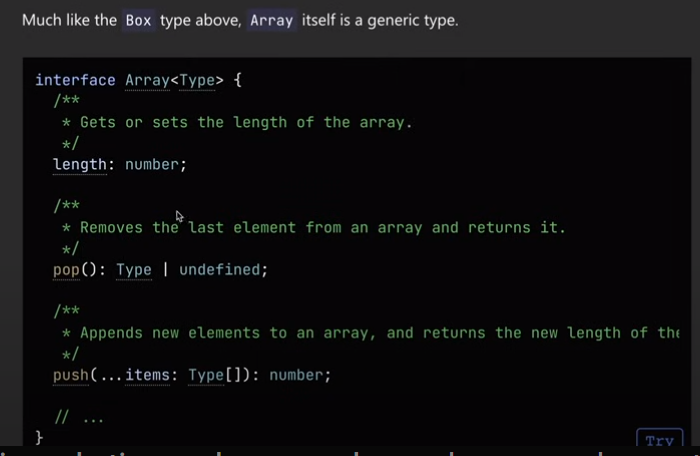 Much like the Box type above, Array itself is a generic type.
interface Array<Type> {
/**
* Gets or sets the length of the array.
*/
length: number;
/**
* Removes the last element from an array and returns it.
*/
pop(): Type | undefined;
/**
* Appends new elements to an array, and returns the new length of the
*/
push(...items: Type[]): number;
// ...
}
Try